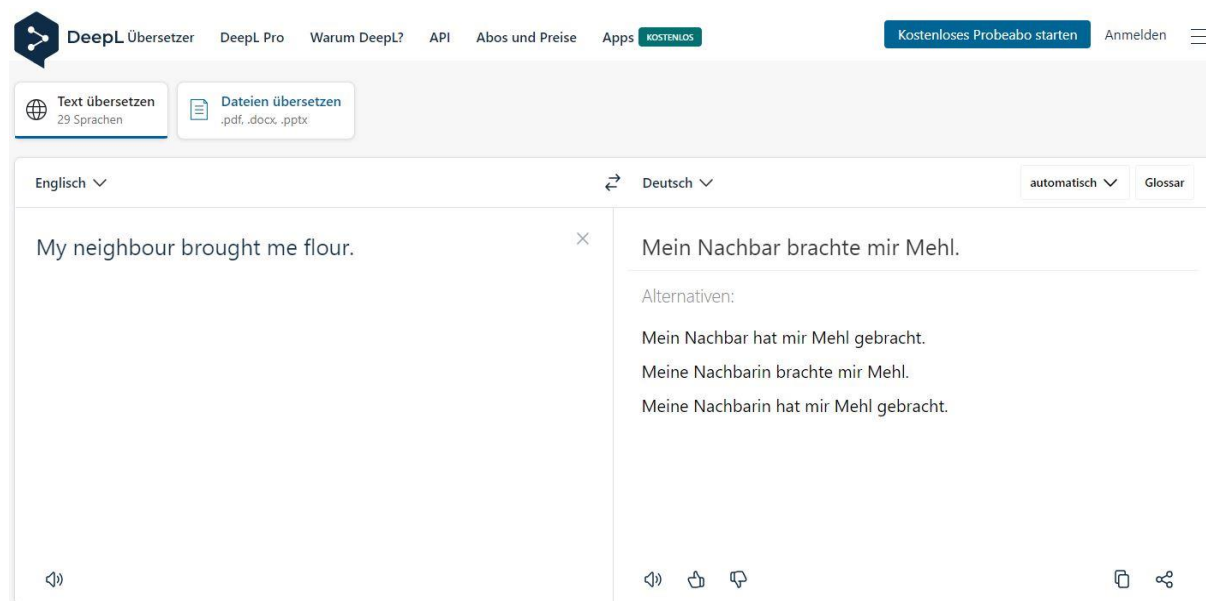 DeepL Übersetzer DeepL Pro Warum DeepL? API Abos und Preise Apps KOSTENLOS Kostenloses Probeabo starten Anmelden
Text übersetzen Dateien übersetzen
29 Sprachen .pdf, .docx, .pptx
Englisch Deutsch automatisch Glossar
My neighbour brought me flour. Mein Nachbar brachte mir Mehl.
Alternativen:
Mein Nachbar hat mir Mehl gebracht.
Meine Nachbarin brachte mir Mehl.
Meine Nachbarin hat mir Mehl gebracht.